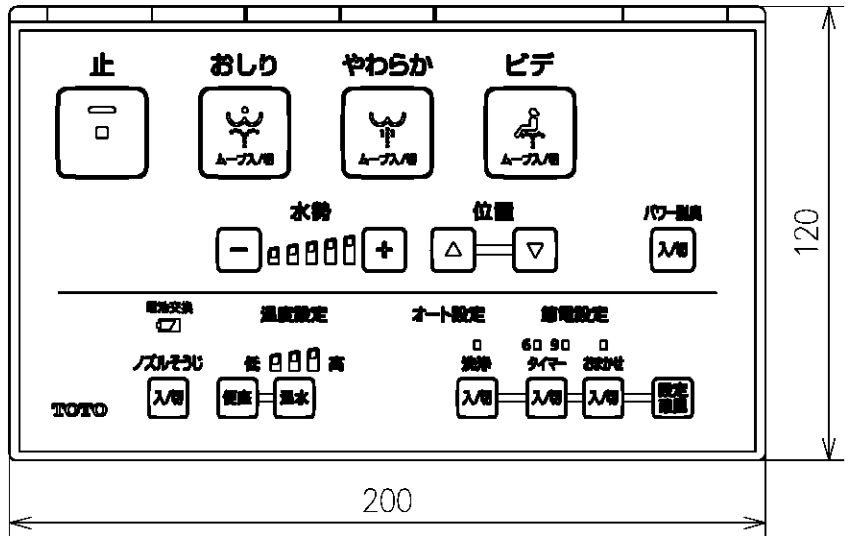 止 おしり やわらか ビデ
ムーブ入/切 ムーブ入/切 ムーブ入/切
水勢 位置 パワー脱臭
− + △ ▽ 入/切
電池交換 温度設定 オート設定 節電設定
6 9
ノズルそうじ 低 高 洗浄 タイマー おまかせ
入/切 便座 温水 入/切 入/切 入/切 設定確認
TOTO
120
200